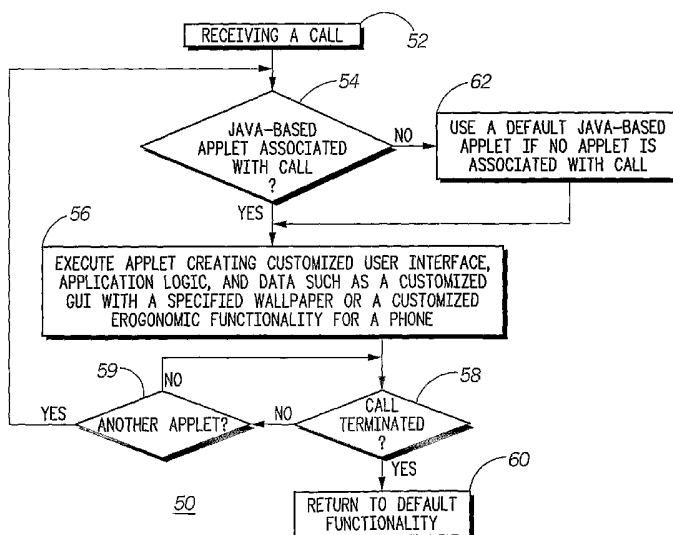 RECEIVING A CALL
52
54
62
JAVA-BASED
APPLET ASSOCIATED
WITH CALL
?
NO
USE A DEFAULT JAVA-BASED
APPLET IF NO APPLET IS
ASSOCIATED WITH CALL
YES
56
EXECUTE APPLET CREATING CUSTOMIZED USER INTERFACE,
APPLICATION LOGIC, AND DATA SUCH AS A CUSTOMIZED
GUI WITH A SPECIFIED WALLPAPER OR A CUSTOMIZED
EROGONOMIC FUNCTIONALITY FOR A PHONE
59
NO
58
YES
ANOTHER APPLET?
NO
CALL
TERMINATED
?
YES
60
50
RETURN TO DEFAULT
FUNCTIONALITY